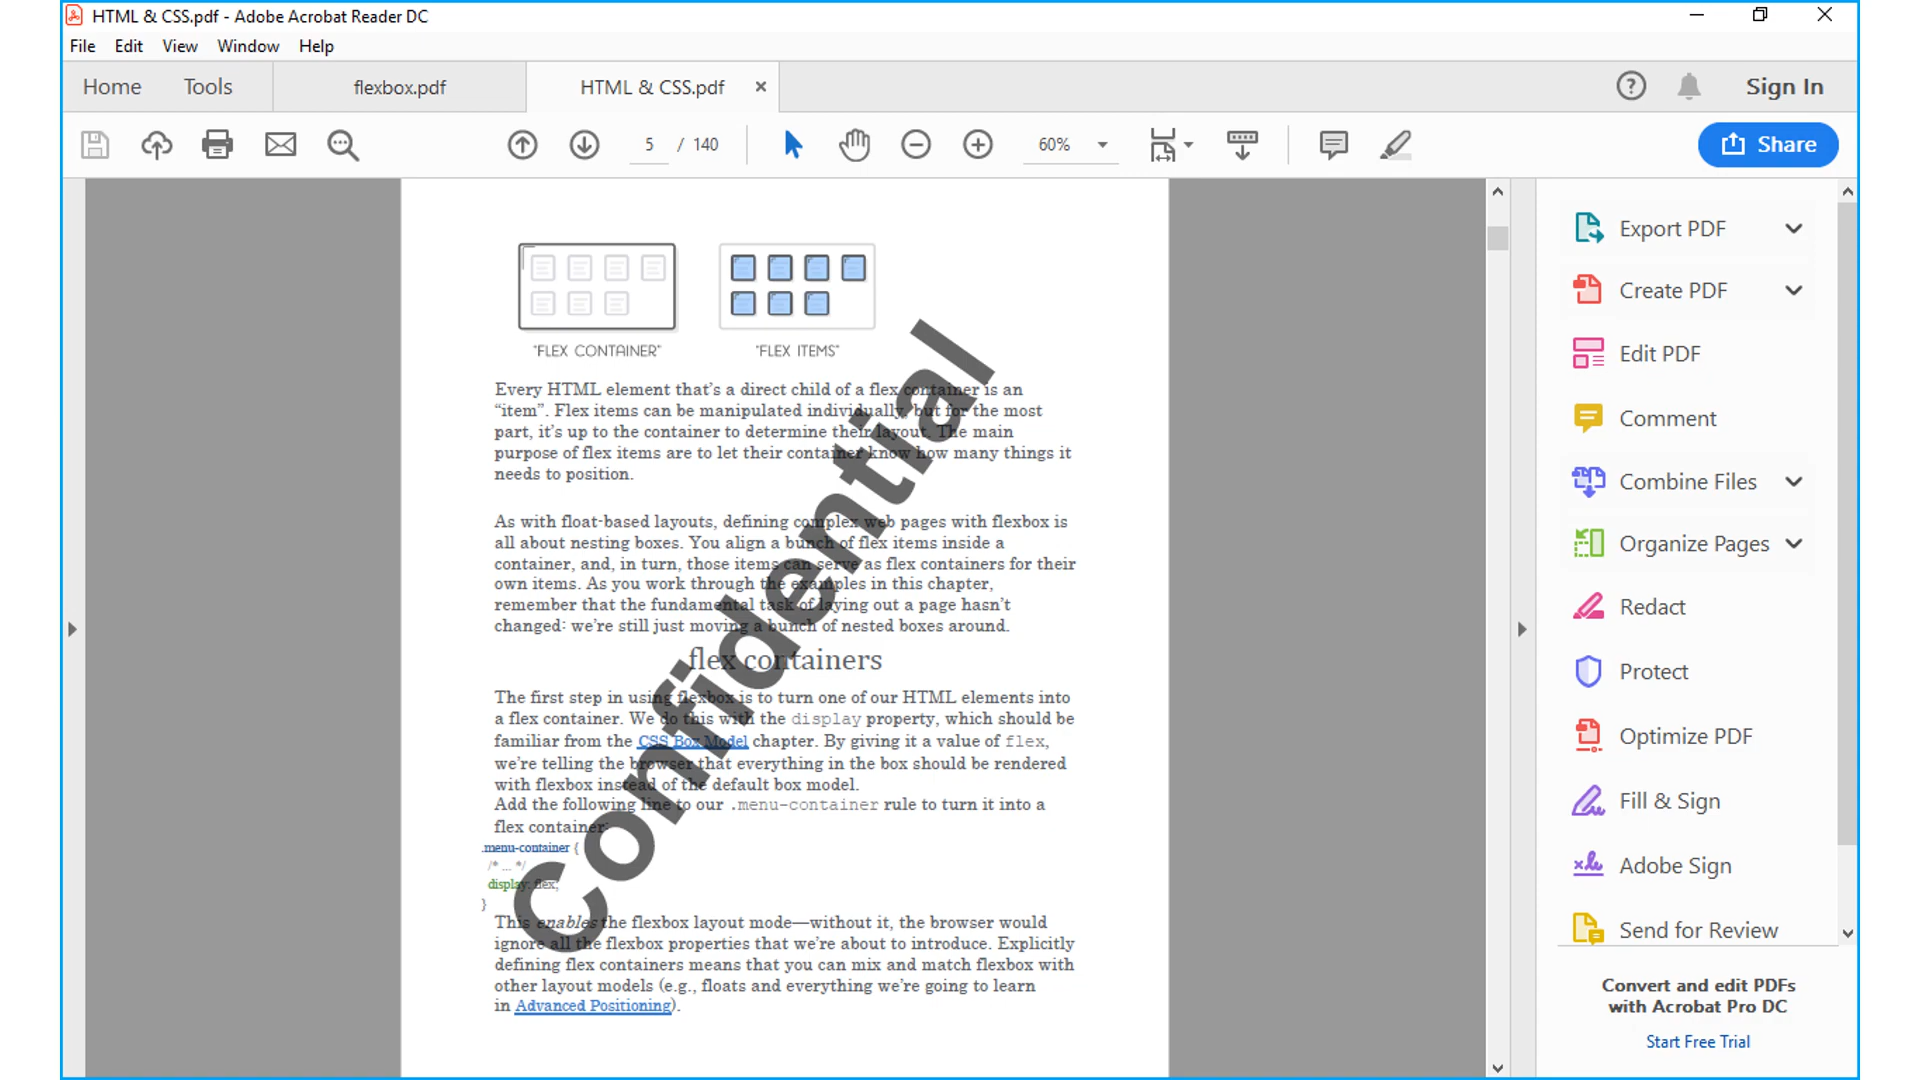 HTML & CSS.pdf - Adobe Acrobat Reader DC
File Edit View Window Help
Home Tools flexbox.pdf HTML & CSS.pdf Sign In
5 / 140 60% Share
"FLEX CONTAINER" "FLEX ITEMS"
Every HTML element that's a direct child of a flex container is an
“item”. Flex items can be manipulated individually, but for the most
part, it's up to the container to determine their layout. The main
purpose of flex items are to let their container know how many things it
needs to position.
As with float-based layouts, defining complex web pages with flexbox is
all about nesting boxes. You align a bunch of flex items inside a
container, and, in turn, those items can serve as flex containers for their
own items. As you work through the examples in this chapter,
remember that the fundamental task of laying out a page hasn't
changed: we're still just moving a bunch of nested boxes around.
flex containers
The first step in using flexbox is to turn one of our HTML elements into
a flex container. We do this with the display property, which should be
familiar from the CSS Box Model chapter. By giving it a value of flex,
we're telling the browser that everything in the box should be rendered
with flexbox instead of the default box model.
Add the following line to our .menu-container rule to turn it into a
flex container:
.menu-container {
/* ... */
display: flex;
}
This enables the flexbox layout mode—without it, the browser would
ignore all the flexbox properties that we're about to introduce. Explicitly
defining flex containers means that you can mix and match flexbox with
other layout models (e.g., floats and everything we're going to learn
in Advanced Positioning).
Confidential
Export PDF
Create PDF
Edit PDF
Comment
Combine Files
Organize Pages
Redact
Protect
Optimize PDF
Fill & Sign
Adobe Sign
Send for Review
Convert and edit PDFs
with Acrobat Pro DC
Start Free Trial